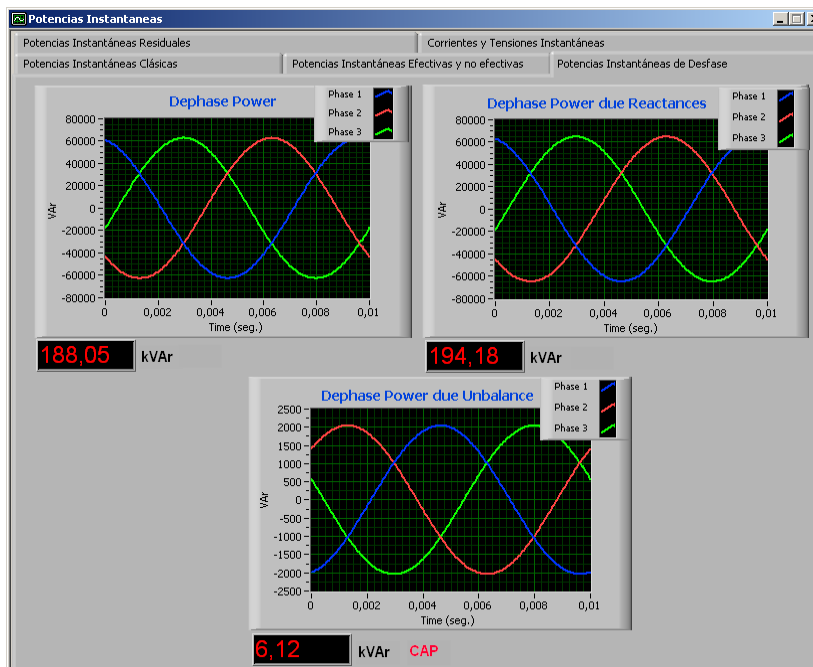 Potencias Instantaneas
Potencias Instantáneas Residuales
Corrientes y Tensiones Instantáneas
Potencias Instantáneas Clásicas
Potencias Instantáneas Efectivas y no efectivas
Potencias Instantáneas de Desfase
Dephase Power
Phase 1
Phase 2
Phase 3
80000
60000
40000
20000
0
-20000
-40000
-60000
-80000
VAr
0
0,002
0,004
0,006
0,008
0,01
Time (seg.)
188,05
kVAr
Dephase Power due Reactances
Phase 1
Phase 2
Phase 3
80000
60000
40000
20000
0
-20000
-40000
-60000
-80000
VAr
0
0,002
0,004
0,006
0,008
0,01
Time (seg.)
194,18
kVAr
Dephase Power due Unbalance
Phase 1
Phase 2
Phase 3
2500
2000
1500
1000
500
0
-500
-1000
-1500
-2000
-2500
VAr
0
0,002
0,004
0,006
0,008
0,01
Time (seg.)
6,12
kVAr
CAP